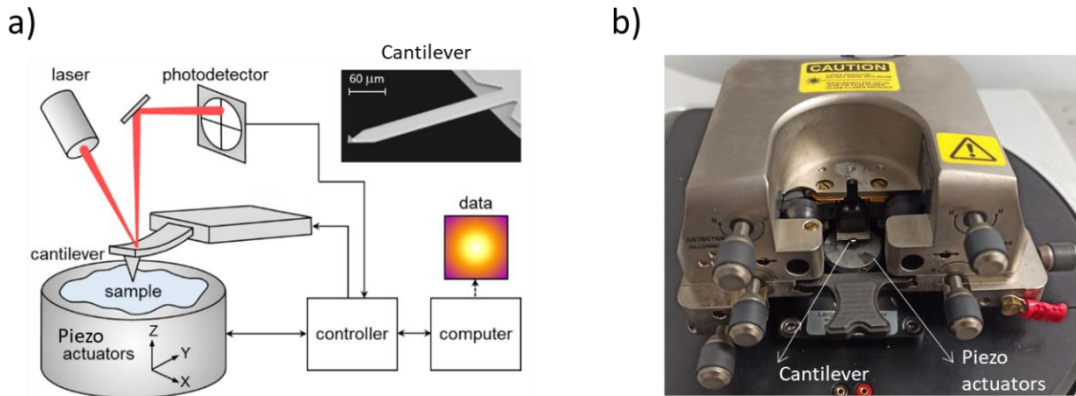 a)
laser
photodetector
Cantilever
60 μm
data
cantilever
sample
Piezo
actuators
Z
Y
X
controller
computer
b)
CAUTION
Cantilever
Piezo
actuators